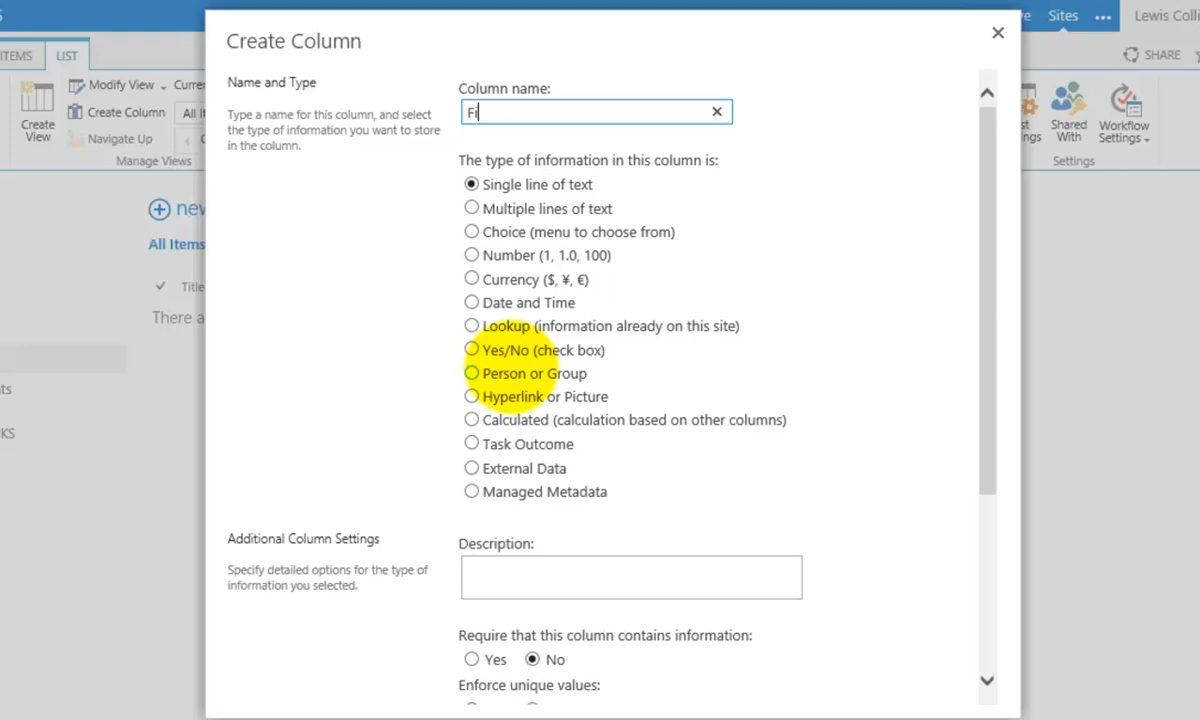 Sites
Lewis Colli
ITEMS
LIST
SHARE
Create View
Modify View
Curre
Create Column
All It
Navigate Up
Manage Views
Shared With
Workflow Settings
Settings
new
All Items
Title
There a
ts
KS
Create Column
Name and Type
Type a name for this column, and select
the type of information you want to store
in the column.
Column name:
Fi
The type of information in this column is:
Single line of text
Multiple lines of text
Choice (menu to choose from)
Number (1, 1.0, 100)
Currency ($, ¥, €)
Date and Time
Lookup (information already on this site)
Yes/No (check box)
Person or Group
Hyperlink or Picture
Calculated (calculation based on other columns)
Task Outcome
External Data
Managed Metadata
Additional Column Settings
Specify detailed options for the type of
information you selected.
Description:
Require that this column contains information:
Yes No
Enforce unique values: